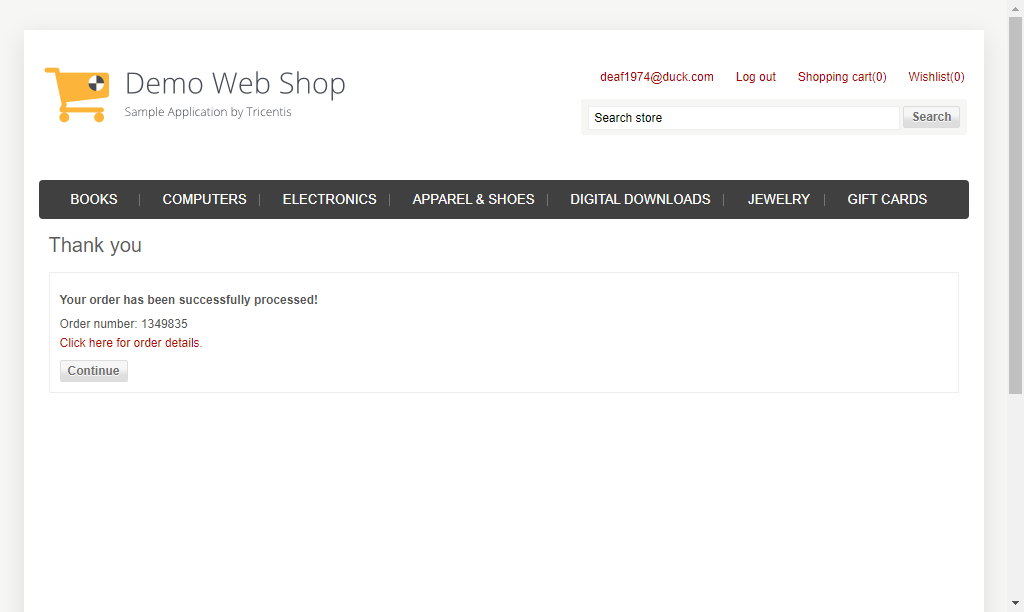 Demo Web Shop
Sample Application by Tricentis
deaf1974@duck.com Log out Shopping cart(0) Wishlist(0)
Search store Search
BOOKS COMPUTERS ELECTRONICS APPAREL & SHOES DIGITAL DOWNLOADS JEWELRY GIFT CARDS
Thank you
Your order has been successfully processed!
Order number: 1349835
Click here for order details.
Continue